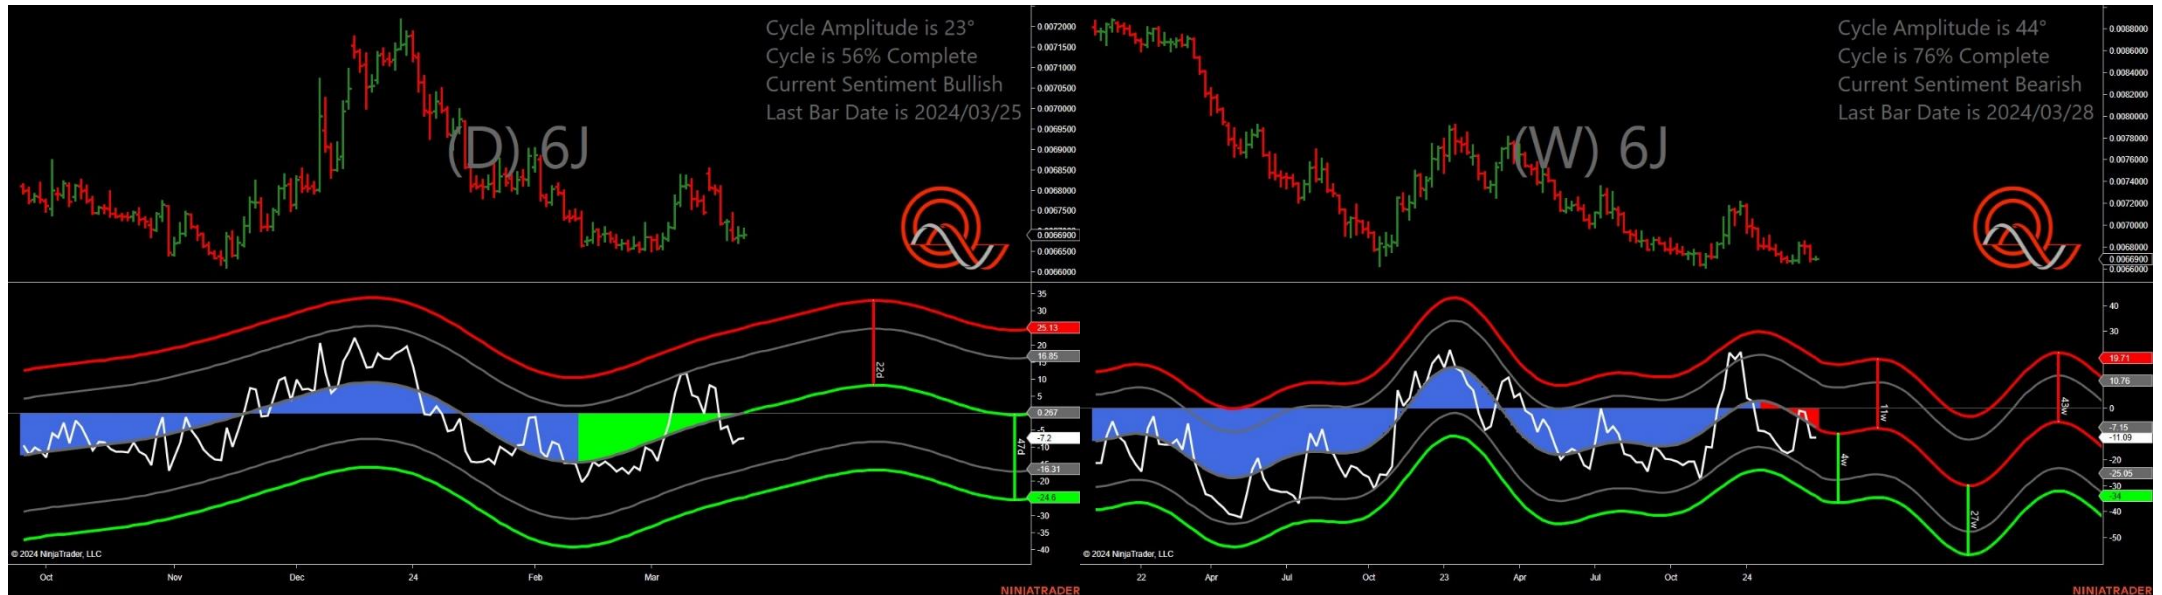 Cycle Amplitude is 23°
Cycle is 56% Complete
Current Sentiment Bullish
Last Bar Date is 2024/03/25
(D) 6J
0.0072000
0.0071500
0.0071000
0.0070500
0.0070000
0.0069500
0.0069000
0.0068500
0.0068000
0.0067500
0.0066900
0.0066500
0.0066000
35
30
25.13
20
16.85
10
5
0.267
-5
-7.2
-10
-16.31
-20
-24.6
-30
-35
-40
22d
47d
© 2024 NinjaTrader, LLC
Oct Nov Dec 24 Feb Mar
NINJATRADER
Cycle Amplitude is 44°
Cycle is 76% Complete
Current Sentiment Bearish
Last Bar Date is 2024/03/28
(W) 6J
0.0088000
0.0086000
0.0084000
0.0082000
0.0080000
0.0078000
0.0076000
0.0074000
0.0072000
0.0070000
0.0068000
0.0066900
0.0066000
40
30
19.71
10.76
0
-7.15
-11.09
-20
-25.05
-30
-34
-40
-50
11w
43w
4w
27w
© 2024 NinjaTrader, LLC
22 Apr Jul Oct 23 Apr Jul Oct 24
NINJATRADER